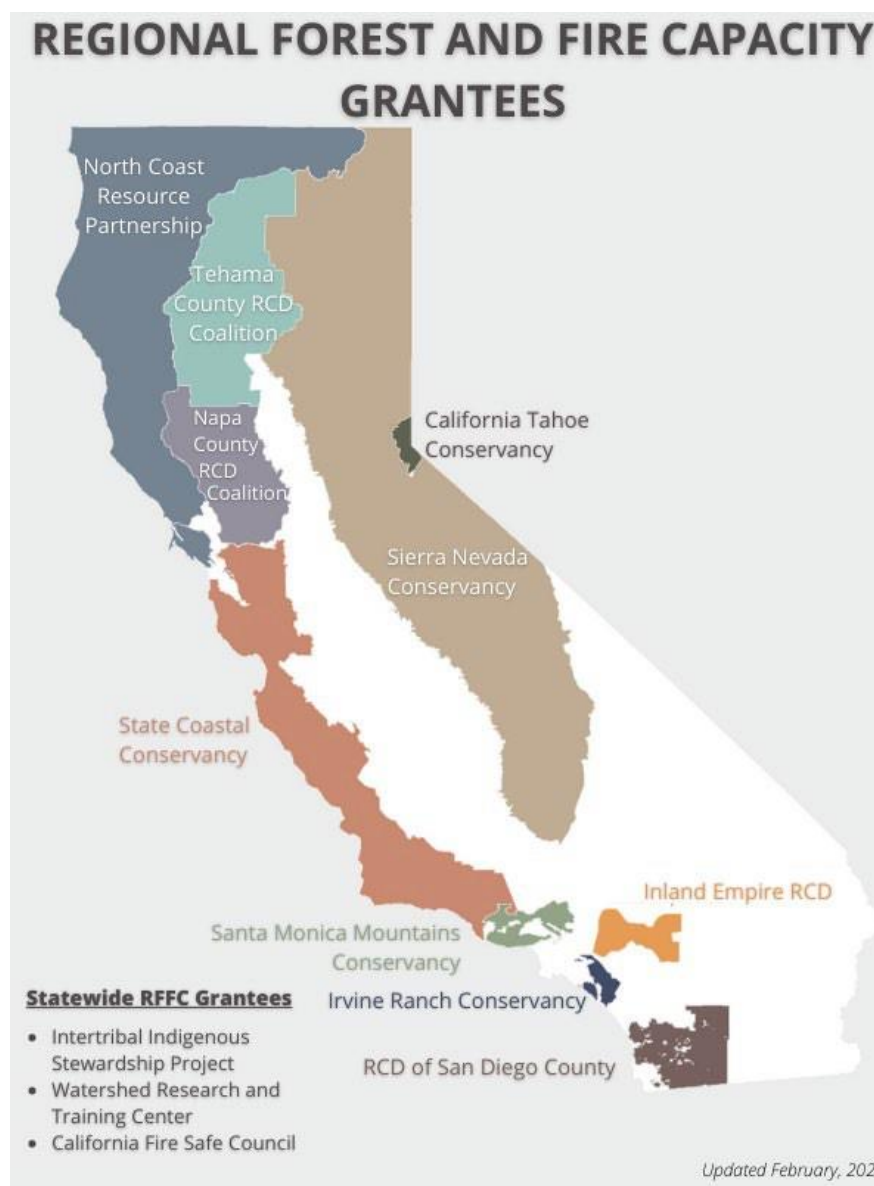 REGIONAL FOREST AND FIRE CAPACITY
GRANTEES
North Coast
Resource
Partnership
Tehama
County RCD
Coalition
Napa
County
RCD
Coalition
California Tahoe
Conservancy
Sierra Nevada
Conservancy
State Coastal
Conservancy
Inland Empire RCD
Santa Monica Mountains
Conservancy
Irvine Ranch Conservancy
RCD of San Diego County
Statewide RFFC Grantees
• Intertribal Indigenous
Stewardship Project
• Watershed Research and
Training Center
• California Fire Safe Council
Updated February,